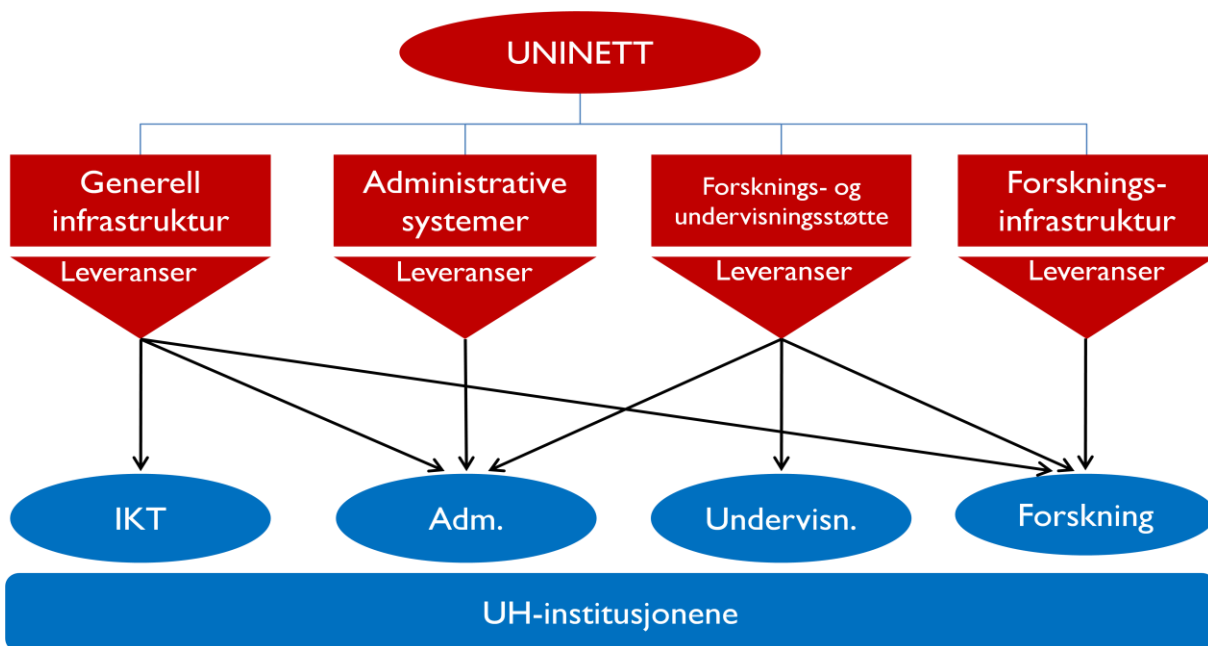 UNINETT
Generell
infrastruktur
Administrative
systemer
Forsknings- og
undervisningsstøtte
Forsknings-
infrastruktur
Leveranser
Leveranser
Leveranser
Leveranser
IKT
Adm.
Undervisn.
Forskning
UH-institusjonene